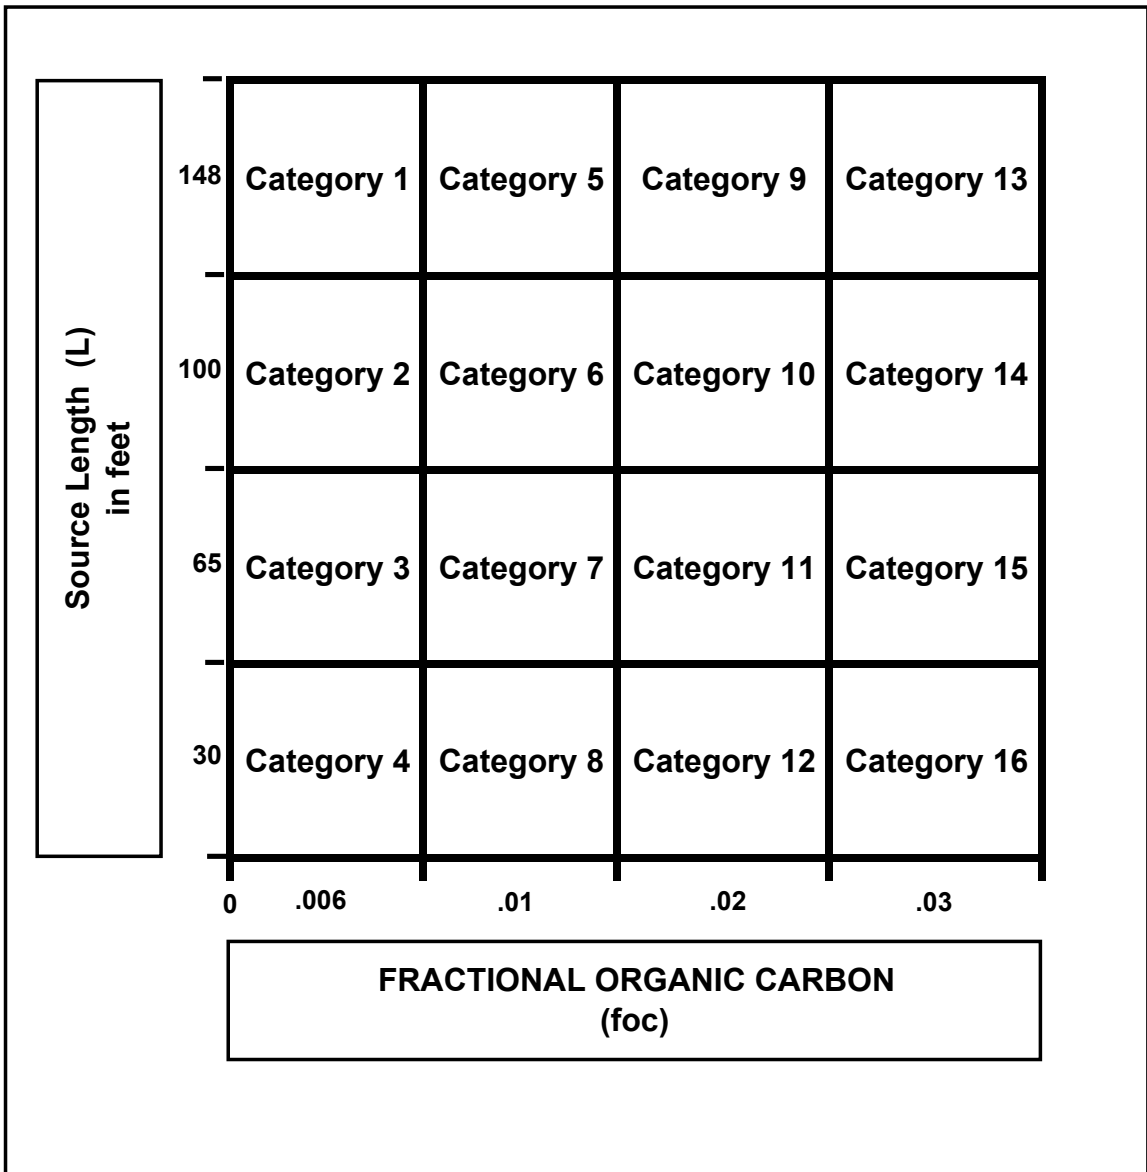 Source Length (L)
in feet
148 Category 1 Category 5 Category 9 Category 13
100 Category 2 Category 6 Category 10 Category 14
65 Category 3 Category 7 Category 11 Category 15
30 Category 4 Category 8 Category 12 Category 16
0 .006 .01 .02 .03
FRACTIONAL ORGANIC CARBON
(foc)